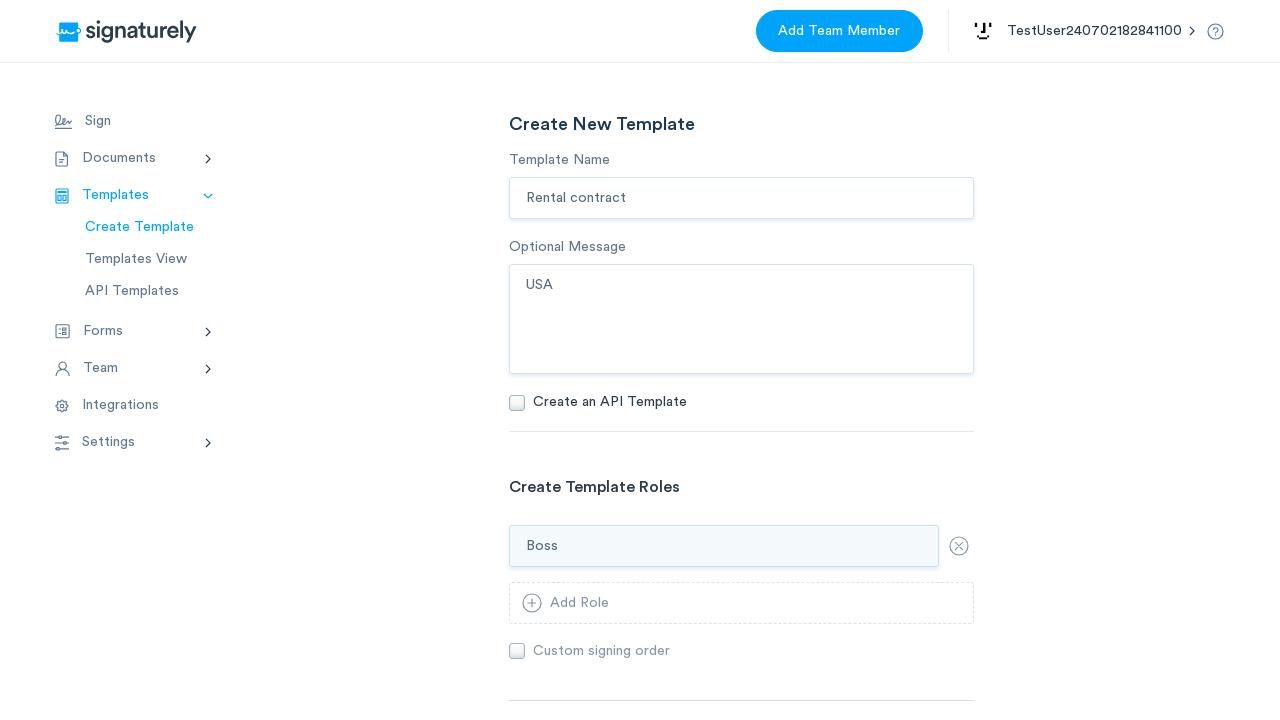 signaturely
Add Team Member
TestUser240702182841100
Sign
Documents
Templates
Create Template
Templates View
API Templates
Forms
Team
Integrations
Settings
Create New Template
Template Name
Rental contract
Optional Message
USA
Create an API Template
Create Template Roles
Boss
Add Role
Custom signing order